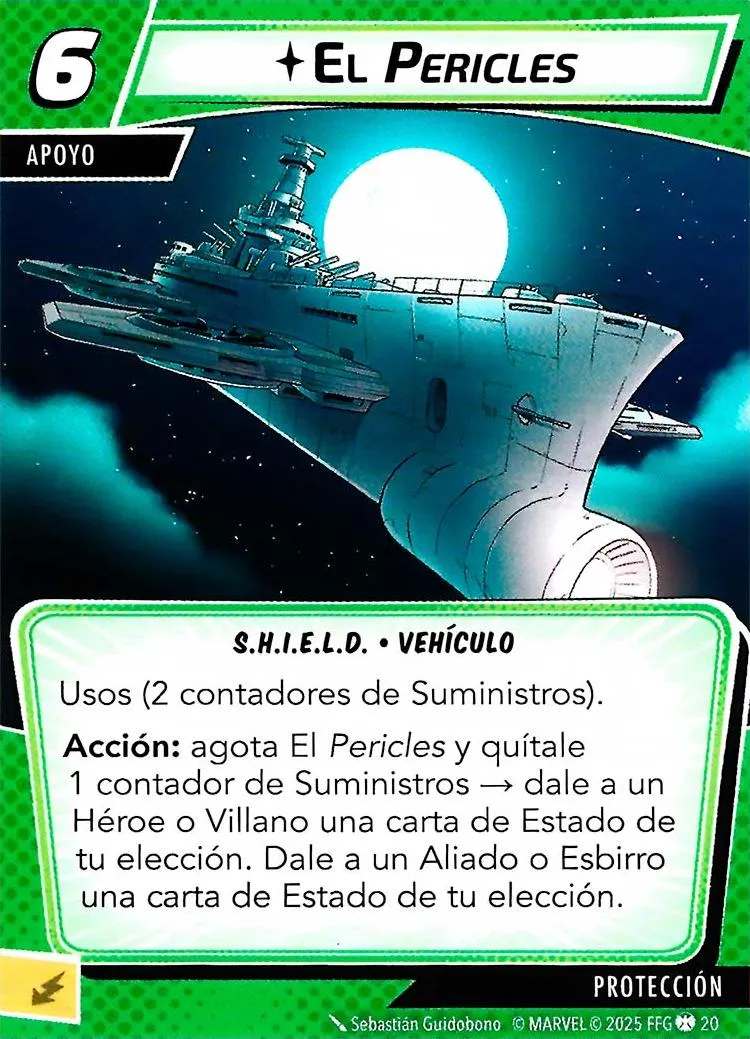 6
EL PERICLES
APOYO
S.H.I.E.L.D. • VEHÍCULO
Usos (2 contadores de Suministros).
Acción: agota El Pericles y quítale
1 contador de Suministros → dale a un
Héroe o Villano una carta de Estado de
tu elección. Dale a un Aliado o Esbirro
una carta de Estado de tu elección.
PROTECCIÓN
Sebastián Guidobono © MARVEL © 2025 FFG 20